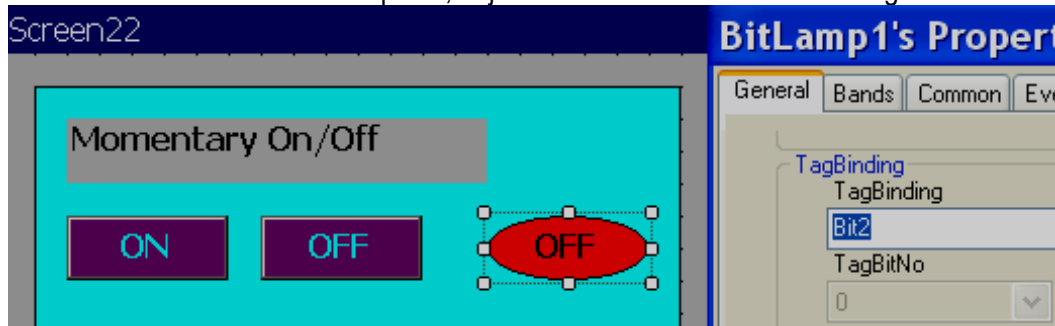 Screen22
Momentary On/Off
ON
OFF
OFF
BitLamp1's Propert
General
Bands
Common
Ev
TagBinding
TagBinding
Bit2
TagBitNo
0